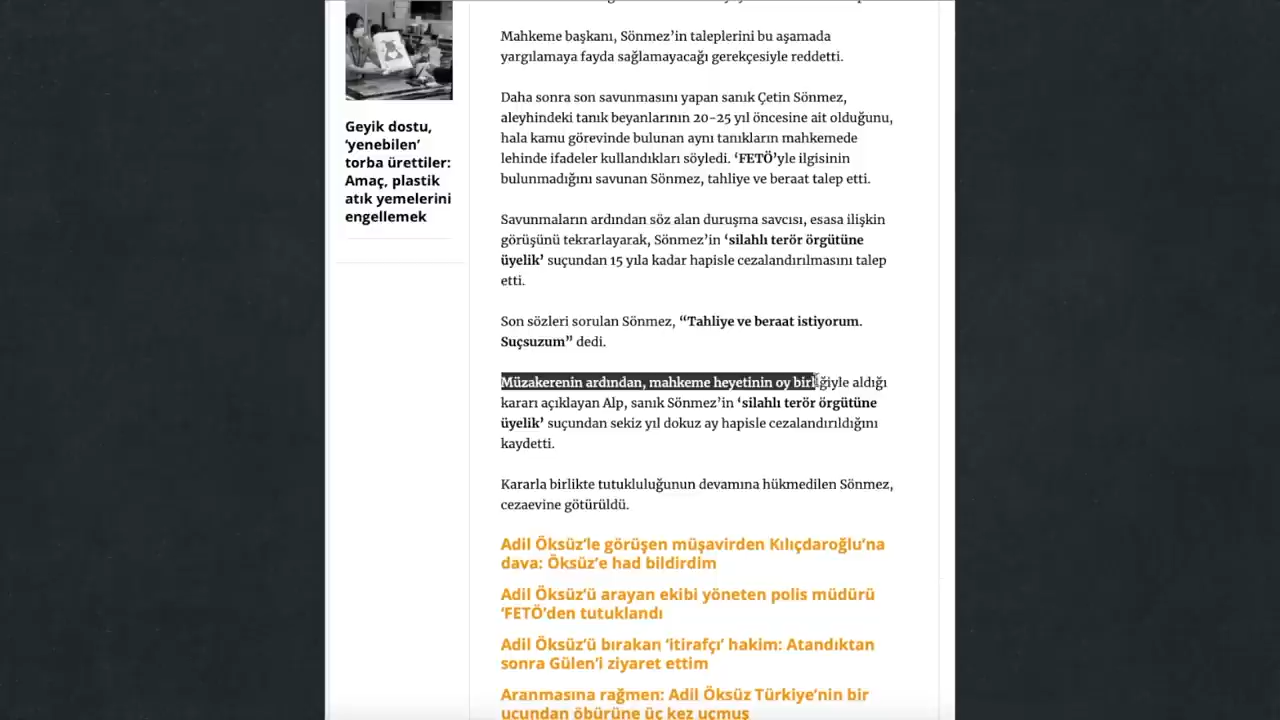 Geyik dostu,
‘yenebilen’
torba ürettiler:
Amaç, plastik
atık yemelerini
engellemek
Mahkeme başkanı, Sönmez’in taleplerini bu aşamada
yargılamaya fayda sağlamayacağı gerekçesiyle reddetti.
Daha sonra son savunmasını yapan sanık Çetin Sönmez,
aleyhindeki tanık beyanlarının 20-25 yıl öncesine ait olduğunu,
hala kamu görevinde bulunan aynı tanıkların mahkemede
lehinde ifadeler kullandıkları söyledi. ‘FETÖ’yle ilgisinin
bulunmadığını savunan Sönmez, tahliye ve beraat talep etti.
Savunmaların ardından söz alan duruşma savcısı, esasa ilişkin
görüşünü tekrarlayarak, Sönmez’in ‘silahlı terör örgütüne
üyelik’ suçundan 15 yıla kadar hapisle cezalandırılmasını talep
etti.
Son sözleri sorulan Sönmez, “Tahliye ve beraat istiyorum.
Suçsuzum” dedi.
Müzakerenin ardından, mahkeme heyetinin oy birliğiyle aldığı
kararı açıklayan Alp, sanık Sönmez’in ‘silahlı terör örgütüne
üyelik’ suçundan sekiz yıl dokuz ay hapisle cezalandırıldığını
kaydetti.
Kararla birlikte tutukluluğunun devamına hükmedilen Sönmez,
cezaevine götürüldü.
Adil Öksüz’le görüşen müşavirden Kılıçdaroğlu’na
dava: Öksüz’e had bildirdim
Adil Öksüz’ü arayan ekibi yöneten polis müdürü
‘FETÖ’den tutuklandı
Adil Öksüz’ü bırakan ‘itirafçı’ hakim: Atandıktan
sonra Gülen’i ziyaret ettim
Aranmasına rağmen: Adil Öksüz Türkiye’nin bir
ucundan öbürüne üç kez uçmuş